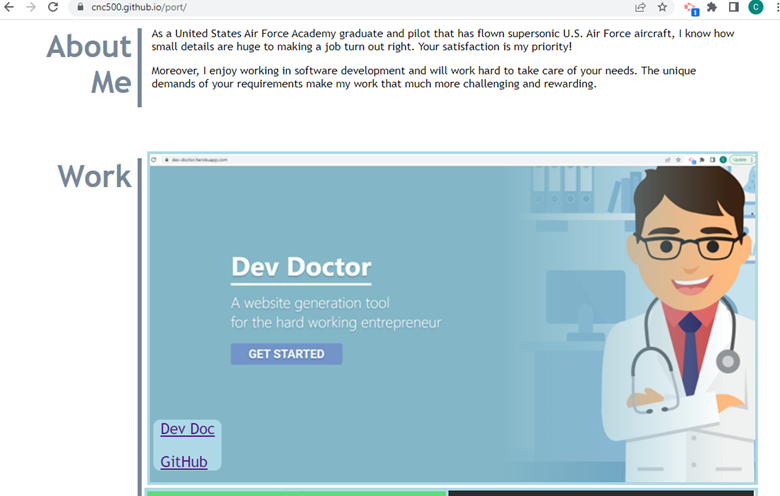 cnc500.github.io/port/
About
Me
As a United States Air Force Academy graduate and pilot that has flown supersonic U.S. Air Force aircraft, I know how
small details are huge to making a job turn out right. Your satisfaction is my priority!
Moreover, I enjoy working in software development and will work hard to take care of your needs. The unique
demands of your requirements make my work that much more challenging and rewarding.
Work
dev-doctor.herokuapp.com
Update
Dev Doctor
A website generation tool
for the hard working entrepreneur
GET STARTED
Dev Doc
GitHub
1
C